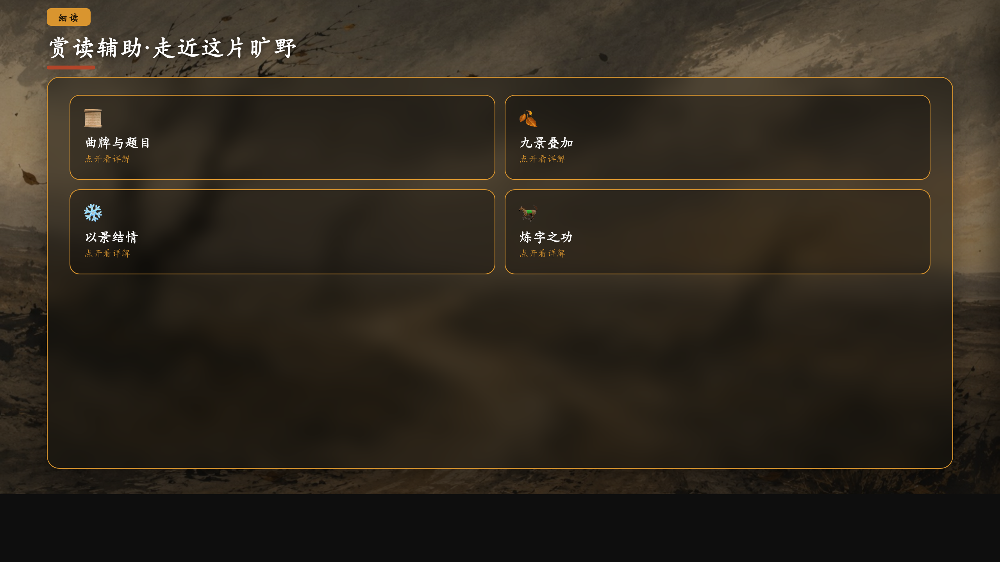 细读
赏读辅助·走近这片旷野
曲牌与题目
点开看详解
九景叠加
点开看详解
以景结情
点开看详解
炼字之功
点开看详解